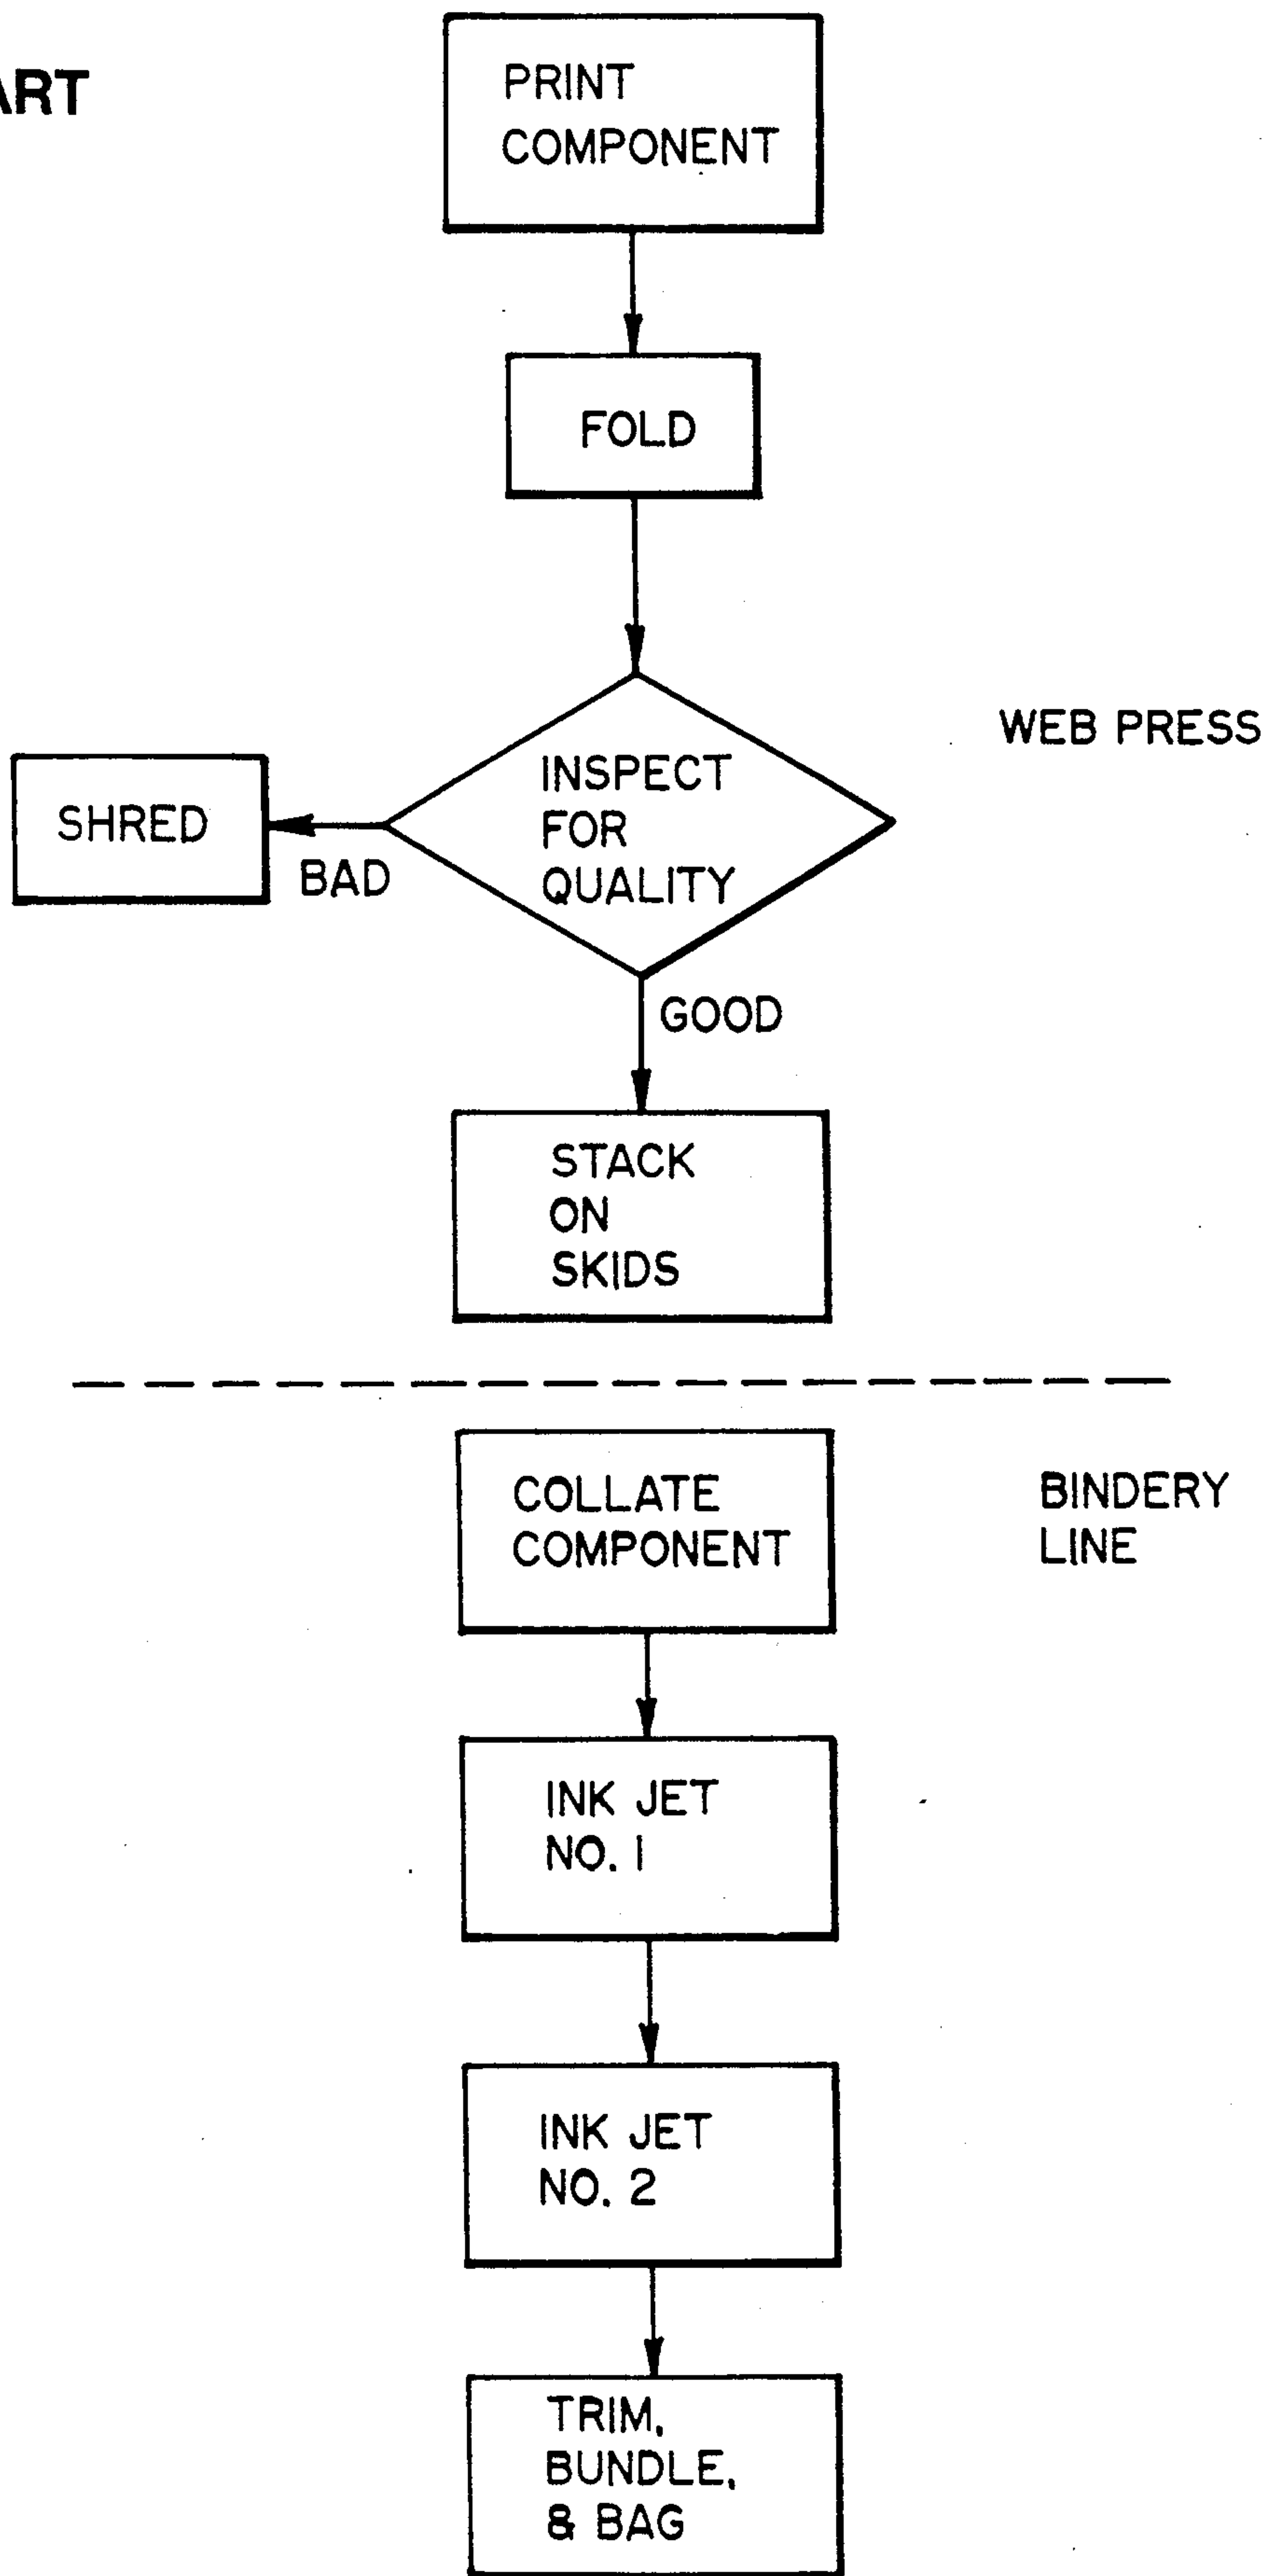 ART
PRINT
COMPONENT
FOLD
WEB PRESS
INSPECT
FOR
QUALITY
SHRED
BAD
GOOD
STACK
ON
SKIDS
COLLATE
COMPONENT
BINDERY
LINE
INK JET
NO. 1
INK JET
NO. 2
TRIM,
BUNDLE,
& BAG